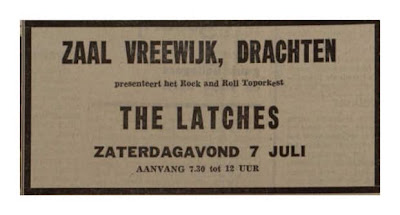 ZAAL VREEWIJK, DRACHTEN
presenteert het Rock and Roll Toporkest
THE LATCHES
ZATERDAGAVOND 7 JULI
AANVANG 7.30 tot 12 UUR